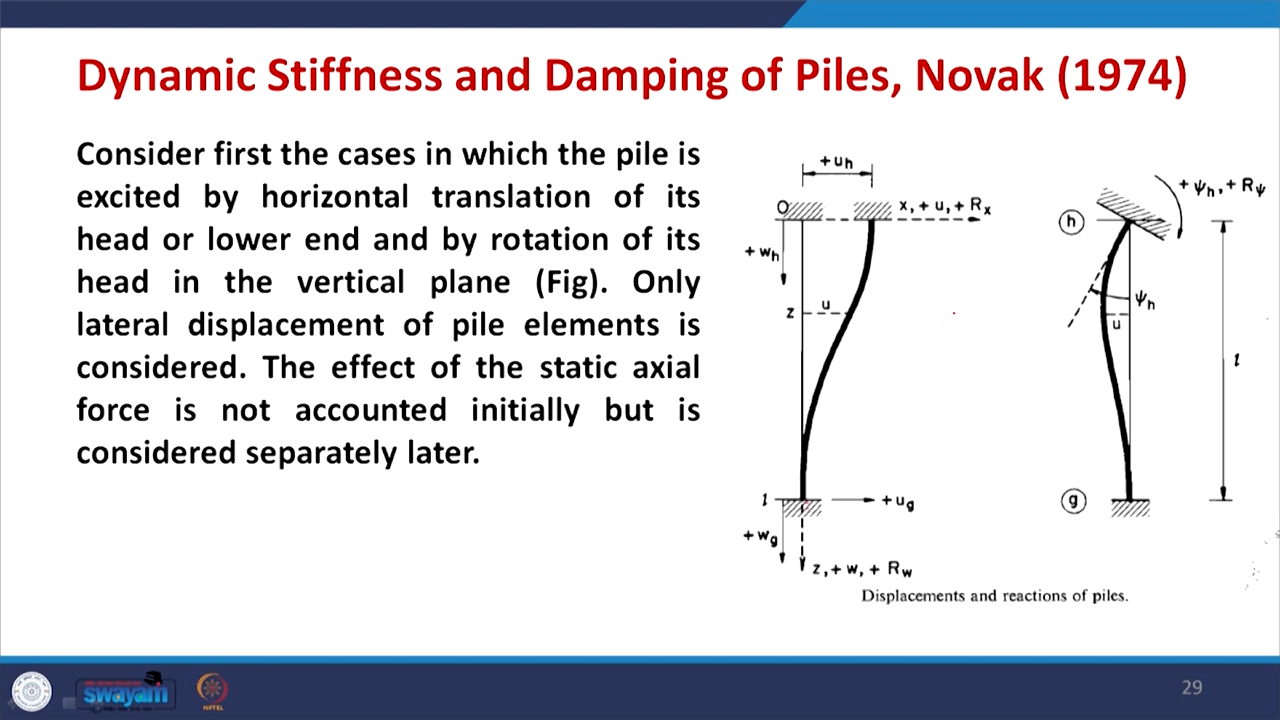 Dynamic Stiffness and Damping of Piles, Novak (1974)
Consider first the cases in which the pile is
excited by horizontal translation of its
head or lower end and by rotation of its
head in the vertical plane (Fig). Only
lateral displacement of pile elements is
considered. The effect of the static axial
force is not accounted initially but is
considered separately later.
+uh
O
x, +u, +Rx
+wh
z
u
l
+ug
+wg
z, +w, +Rw
+ψh, +Rψ
h
ψh
u
l
g
Displacements and reactions of piles.
swayam
NPTEL
29